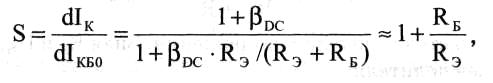 S = dI_К / dI_КБ0 = (1 + β_DC) / (1 + β_DC · R_Э /(R_Э + R_Б)) ≈ 1 + R_Б / R_Э ,